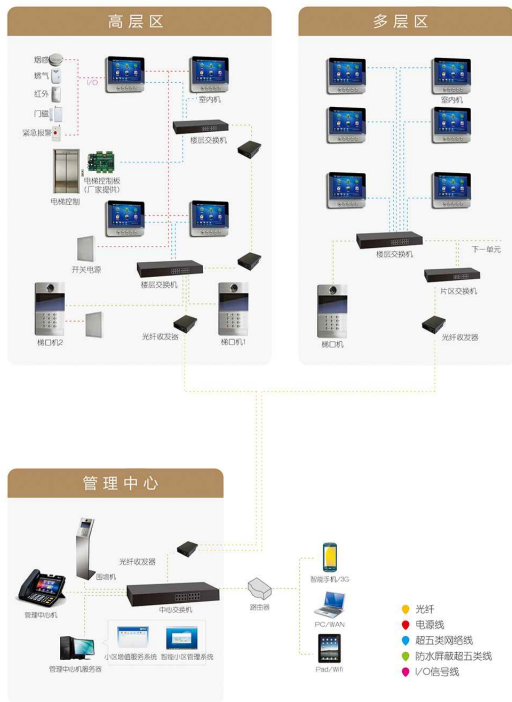 高层区
烟感
燃气
I/O
红外
门磁
紧急报警
室内机
楼层交换机
电梯控制
电梯控制板
(厂家提供)
开关电源
楼层交换机
梯口机2
光纤收发器
梯口机1
多层区
室内机
楼层交换机
下一单元
片区交换机
梯口机
光纤收发器
管理中心
光纤收发器
围墙机
管理中心机
中心交换机
管理中心机服务器
小区增值服务系统
智能小区管理系统
路由器
智能手机/3G
PC/WAN
Pad/Wifi
光纤
电源线
超五类网络线
防水屏蔽超五类线
I/O信号线